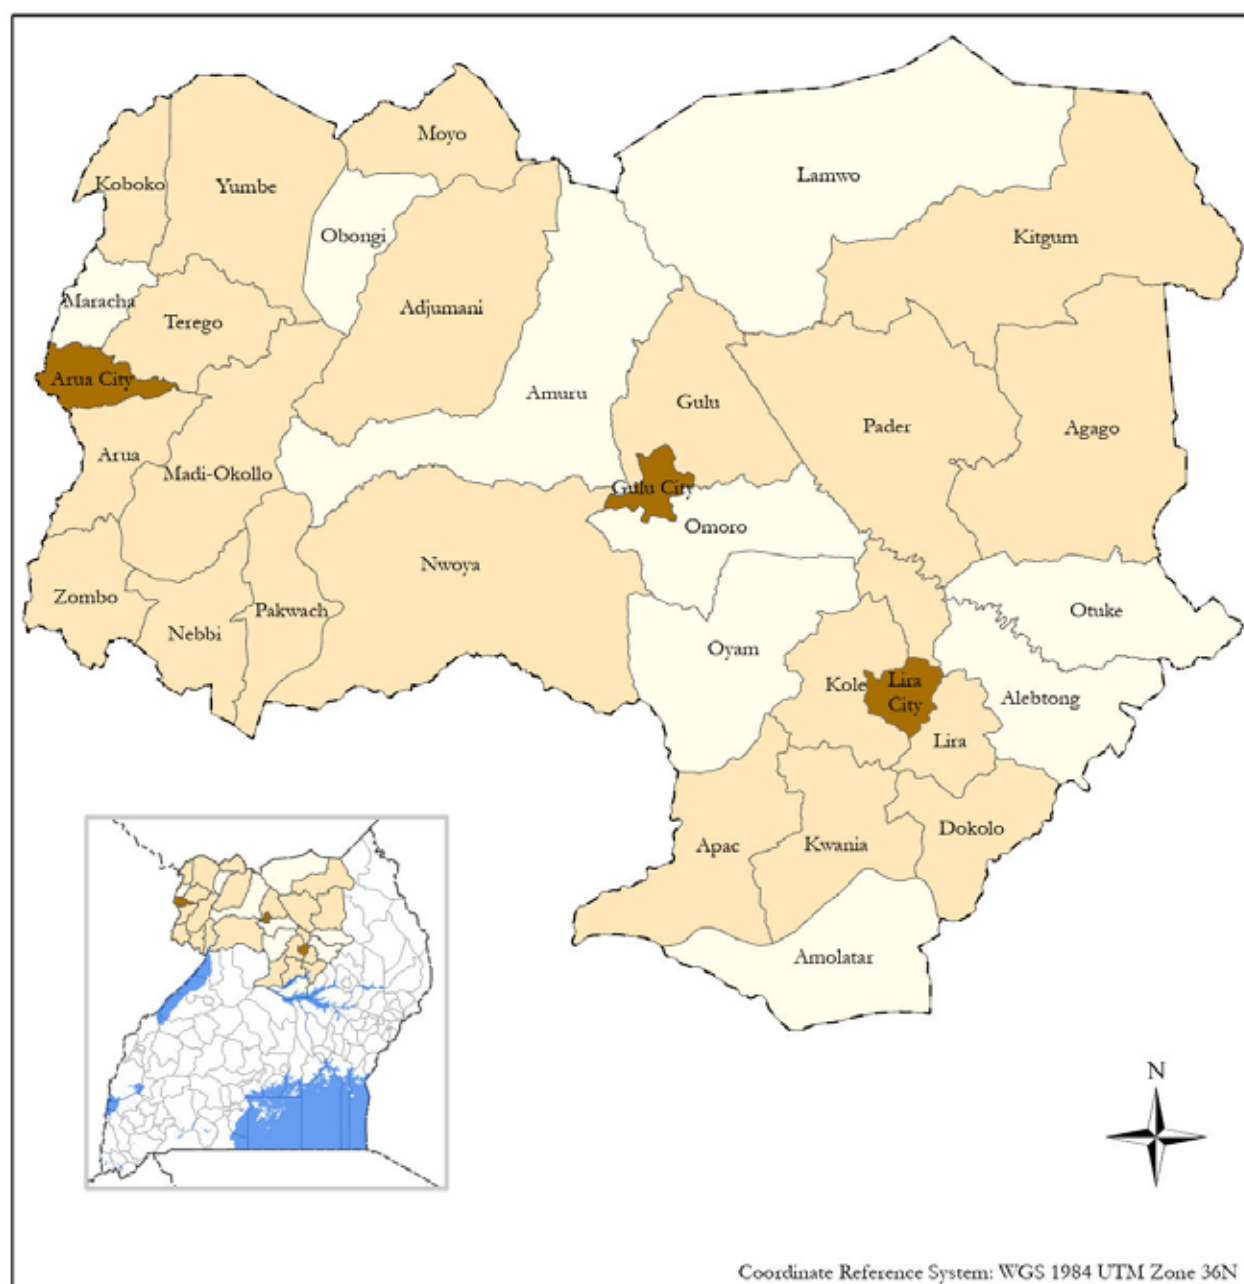 Moyo
Lamwo
Koboko
Yumbe
Obongi
Kitgum
Maracha
Terego
Adjumani
Arua City
Amuru
Gulu
Pader
Agago
Arua
Madi-Okollo
Gulu City
Omoro
Nwoya
Zombo
Pakwach
Nebbi
Otuke
Oyam
Kole
Lira
City
Alebtong
Lira
Apac
Kwania
Dokolo
Amolatar
N
Coordinate Reference System: WGS 1984 UTM Zone 36N